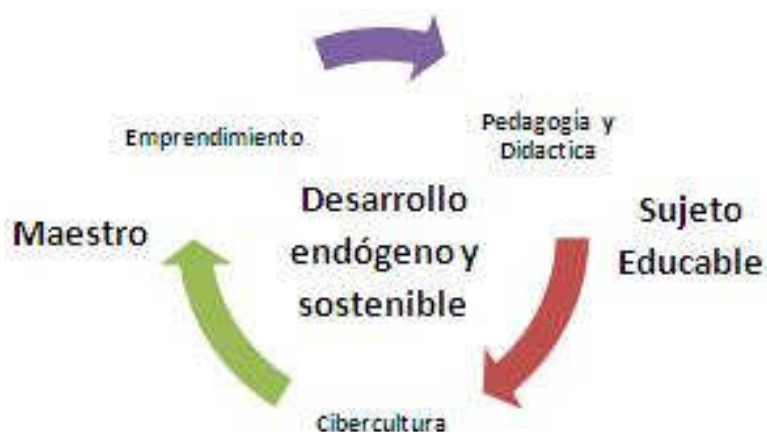 Emprendimiento
Pedagogia y
Didactica
Maestro
Desarrollo
endógeno y
sostenible
Sujeto
Educable
Cibercultura